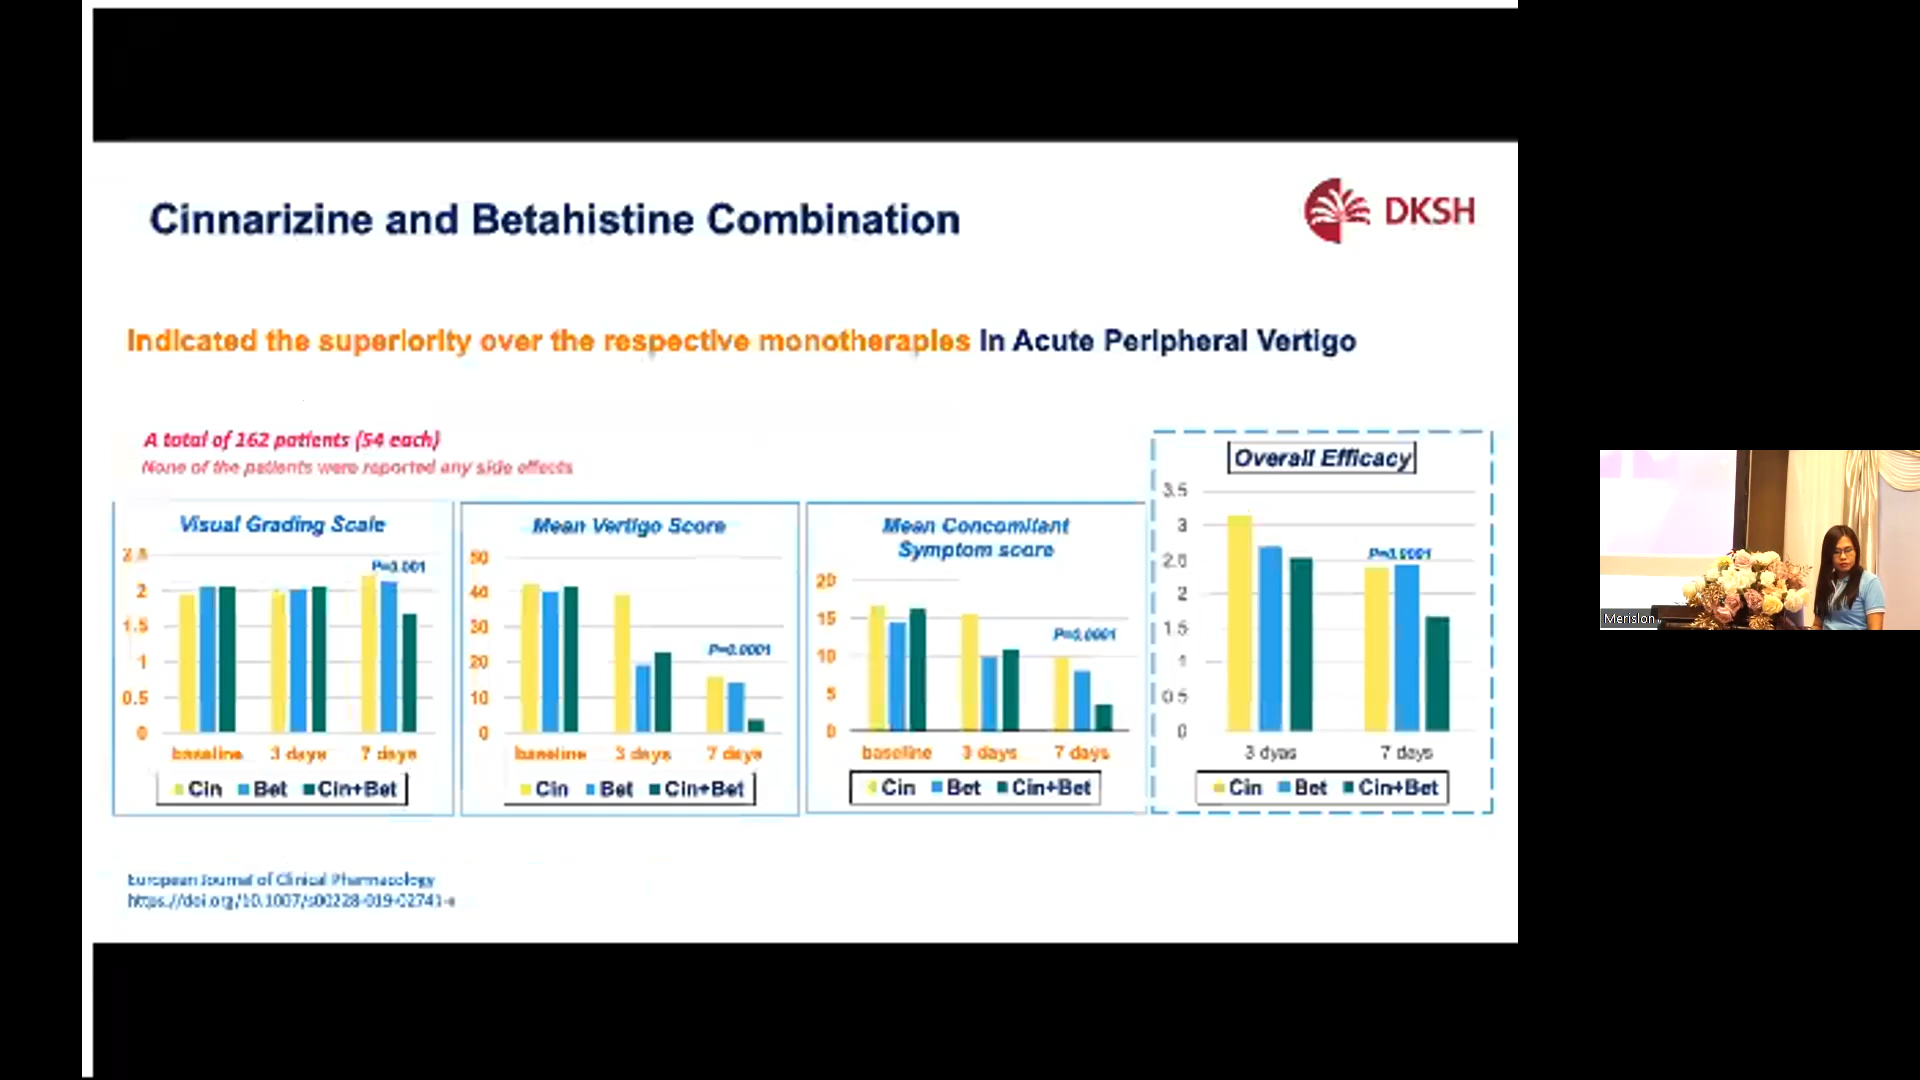 Cinnarizine and Betahistine Combination
DKSH
Indicated the superiority over the respective monotherapies in Acute Peripheral Vertigo
A total of 162 patients (54 each)
None of the patients were reported any side effects
Visual Grading Scale
2.5
2
1.5
1
0.5
0
P=0.001
baseline 3 days 7 days
Cin Bet Cin+Bet
Mean Vertigo Score
50
40
30
20
10
0
P=0.0001
baseline 3 days 7 days
Cin Bet Cin+Bet
Mean Concomitant
Symptom score
20
15
10
5
0
P=0.0001
baseline 3 days 7 days
Cin Bet Cin+Bet
Overall Efficacy
3.5
3
2.5
2
1.5
1
0.5
0
P=0.0001
3 dyas 7 days
Cin Bet Cin+Bet
European Journal of Clinical Pharmacology
https://doi.org/10.1007/s00228-019-02741-
Merislon